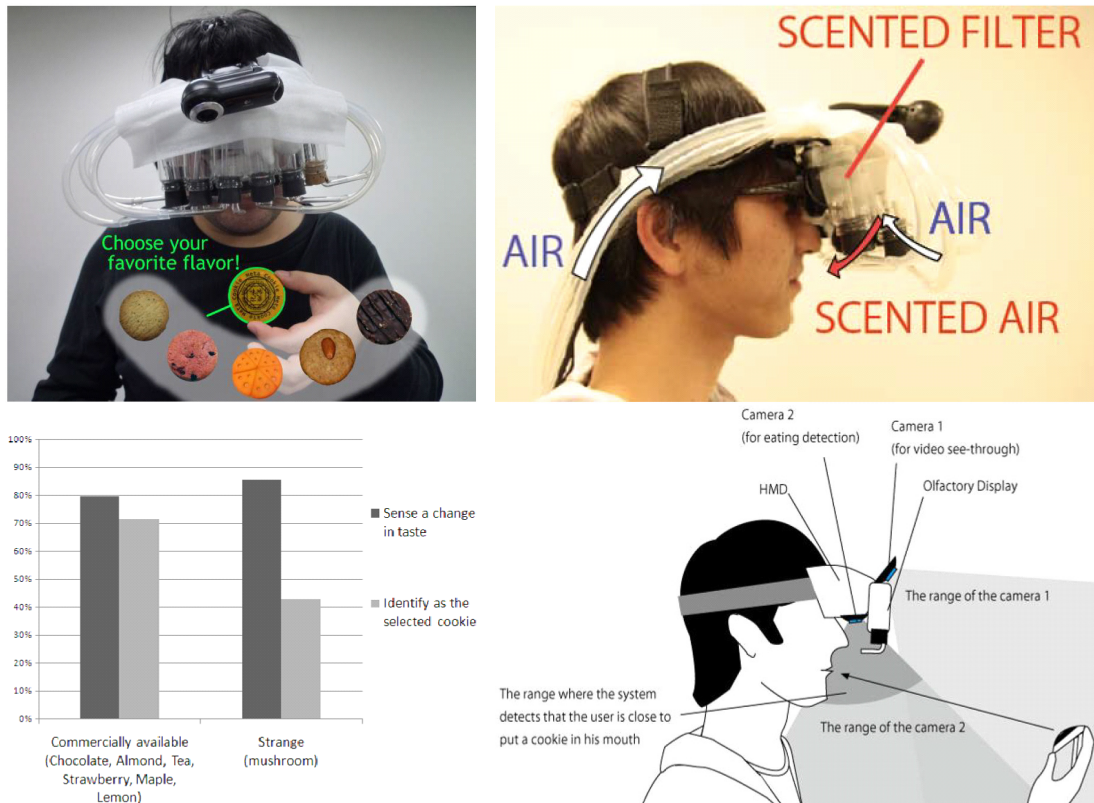 Choose your
favorite flavor!
SCENTED FILTER
AIR
AIR
SCENTED AIR
100%
90%
80%
70%
60%
50%
40%
30%
20%
10%
0%
Commercially available
(Chocolate, Almond, Tea,
Strawberry, Maple,
Lemon)
Strange
(mushroom)
Sense a change
in taste
Identify as the
selected cookie
Camera 2
(for eating detection)
Camera 1
(for video see-through)
HMD
Olfactory Display
The range of the camera 1
The range where the system
detects that the user is close to
put a cookie in his mouth
The range of the camera 2